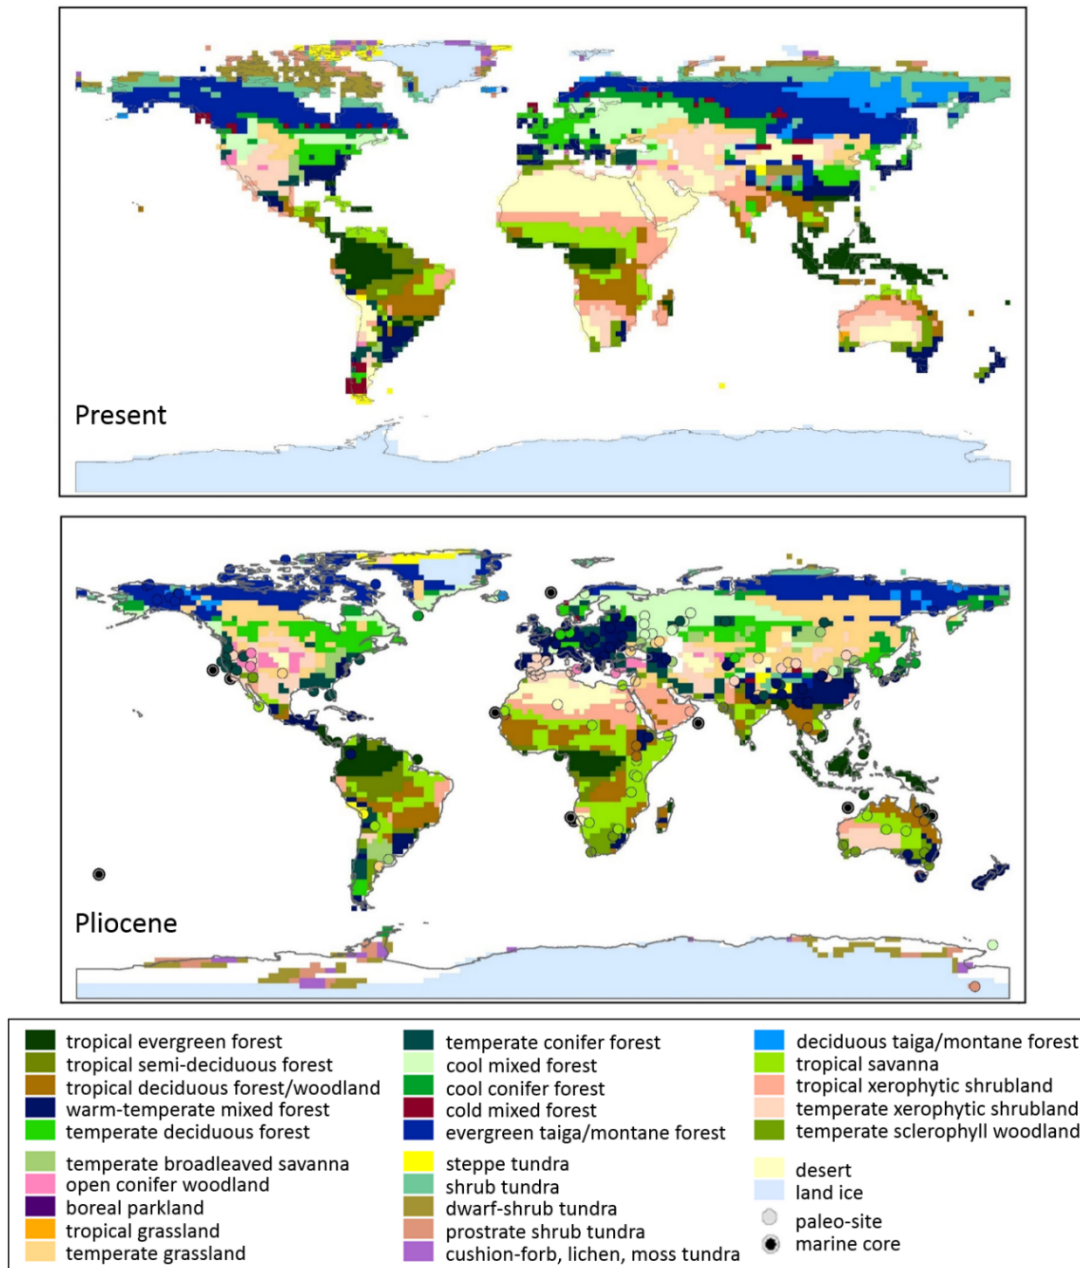 Present
Pliocene
tropical evergreen forest
tropical semi-deciduous forest
tropical deciduous forest/woodland
warm-temperate mixed forest
temperate deciduous forest
temperate broadleaved savanna
open conifer woodland
boreal parkland
tropical grassland
temperate grassland
temperate conifer forest
cool mixed forest
cool conifer forest
cold mixed forest
evergreen taiga/montane forest
steppe tundra
shrub tundra
dwarf-shrub tundra
prostrate shrub tundra
cushion-forb, lichen, moss tundra
deciduous taiga/montane forest
tropical savanna
tropical xerophytic shrubland
temperate xerophytic shrubland
temperate sclerophyll woodland
desert
land ice
paleo-site
marine core